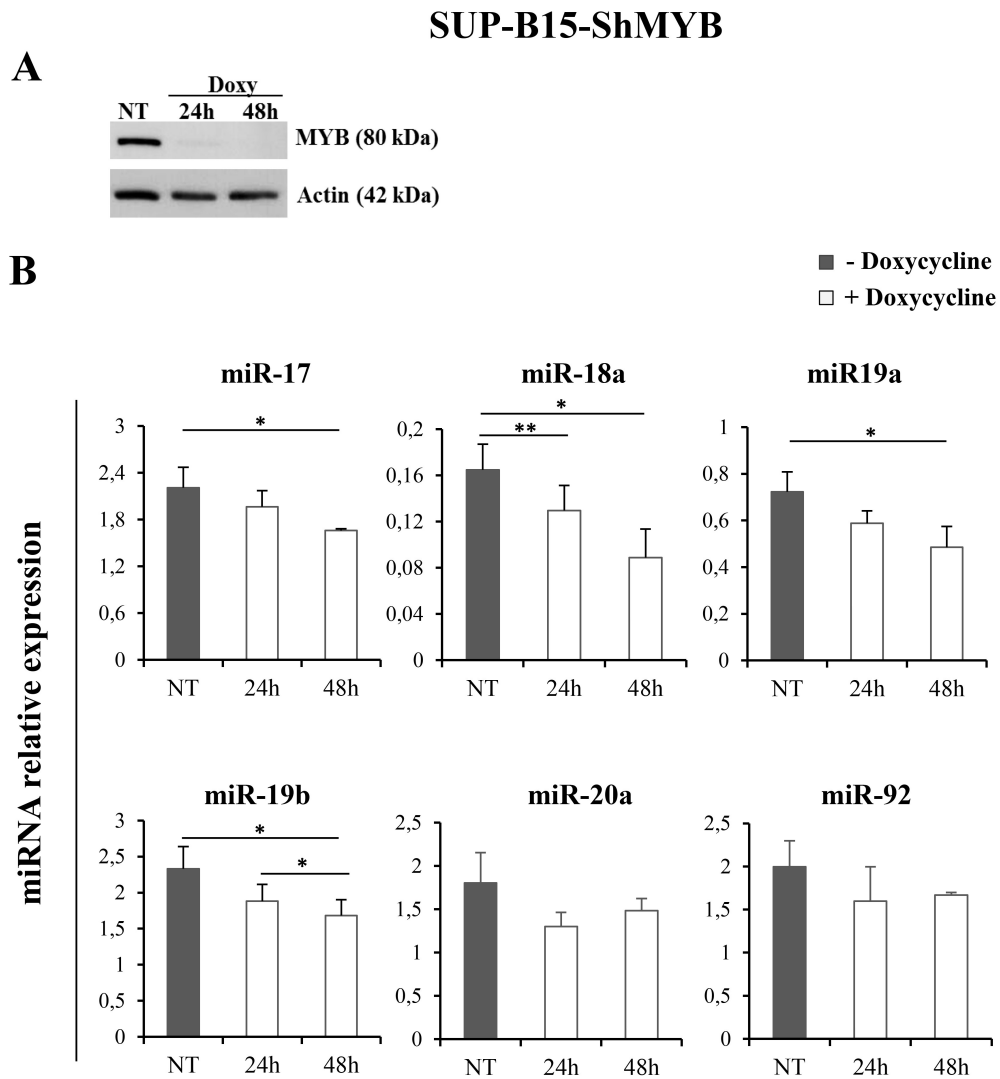 SUP-B15-ShMYB
A
Doxy
NT 24h 48h
MYB (80 kDa)
Actin (42 kDa)
B
- Doxycycline
+ Doxycycline
miRNA relative expression
miR-17
*
3
2,4
1,8
1,2
0,6
0
NT 24h 48h
miR-18a
*
**
0,2
0,16
0,12
0,08
0,04
0
NT 24h 48h
miR19a
*
1
0,8
0,6
0,4
0,2
0
NT 24h 48h
miR-19b
*
*
3
2,5
2
1,5
1
0,5
0
NT 24h 48h
miR-20a
2,5
2
1,5
1
0,5
0
NT 24h 48h
miR-92
2,5
2
1,5
1
0,5
0
NT 24h 48h